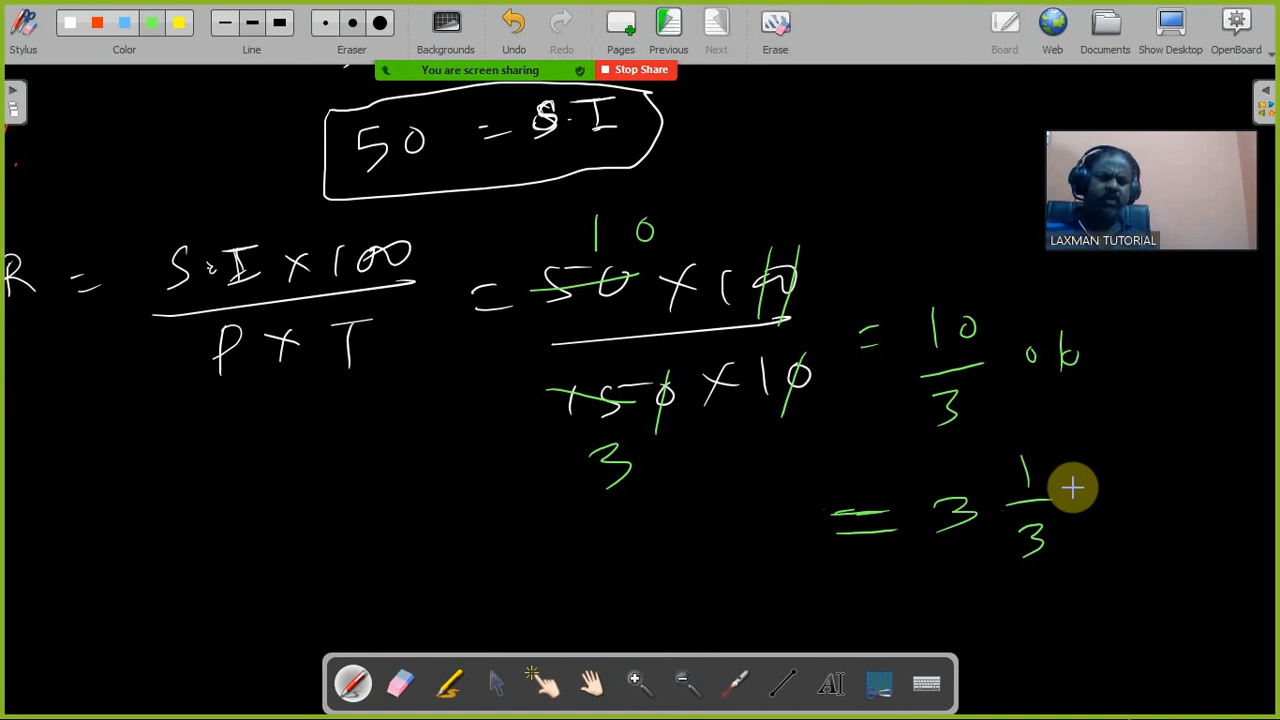 Stylus Color Line Eraser Backgrounds Undo Redo Pages Previous Next Erase Board Web Documents Show Desktop OpenBoard
You are screen sharing Stop Share
50 = S.I
LAXMAN TUTORIAL
10
R = S.I × 100 = 50 × 100
P × T 150 × 10
= 10 %
3
3
= 3 1
3
AI